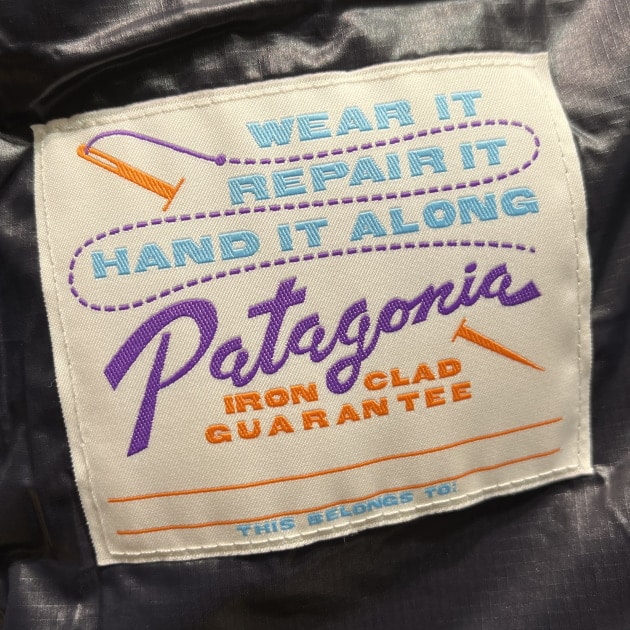 WEAR IT
REPAIR IT
HAND IT ALONG
Patagonia
IRON CLAD
GUARANTEE
THIS BELONGS TO: